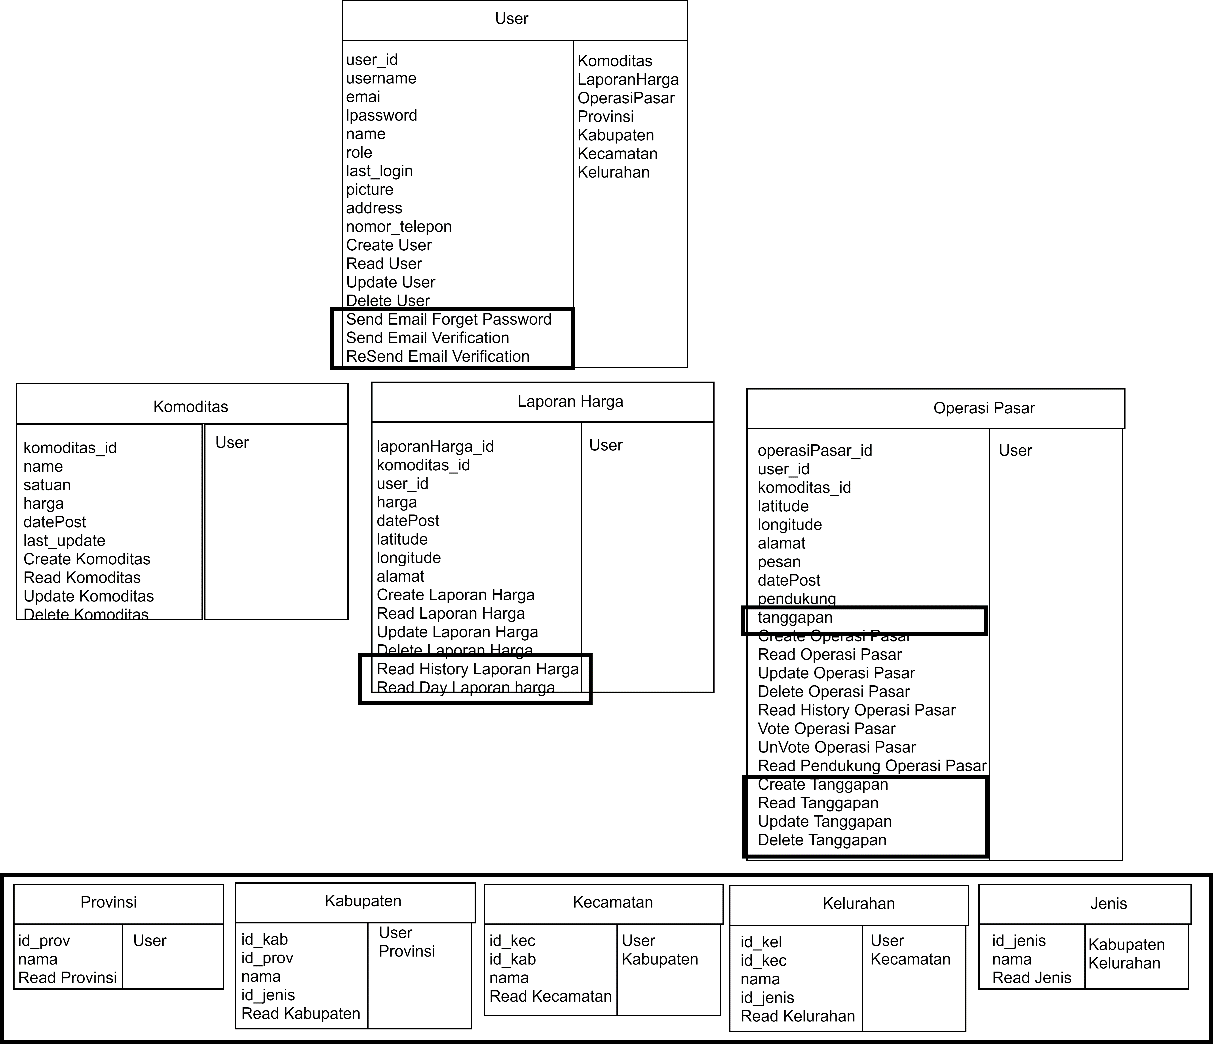 User
user_id
username
emai
lpassword
name
role
last_login
picture
address
nomor_telepon
Create User
Read User
Update User
Delete User
Send Email Forget Password
Send Email Verification
ReSend Email Verification
Komoditas
LaporanHarga
OperasiPasar
Provinsi
Kabupaten
Kecamatan
Kelurahan
Komoditas
komoditas_id
name
satuan
harga
datePost
last_update
Create Komoditas
Read Komoditas
Update Komoditas
Delete Komoditas
User
Laporan Harga
laporanHarga_id
komoditas_id
user_id
harga
datePost
latitude
longitude
alamat
Create Laporan Harga
Read Laporan Harga
Update Laporan Harga
Delete Laporan Harga
Read History Laporan Harga
Read Day Laporan harga
User
Operasi Pasar
operasiPasar_id
user_id
komoditas_id
latitude
longitude
alamat
pesan
datePost
pendukung
tanggapan
Create Operasi Pasar
Read Operasi Pasar
Update Operasi Pasar
Delete Operasi Pasar
Read History Operasi Pasar
Vote Operasi Pasar
UnVote Operasi Pasar
Read Pendukung Operasi Pasar
Create Tanggapan
Read Tanggapan
Update Tanggapan
Delete Tanggapan
User
Provinsi
id_prov
nama
Read Provinsi
User
Kabupaten
id_kab
id_prov
nama
id_jenis
Read Kabupaten
User
Provinsi
Kecamatan
id_kec
id_kab
nama
Read Kecamatan
User
Kabupaten
Kelurahan
id_kel
id_kec
nama
id_jenis
Read Kelurahan
User
Kecamatan
Jenis
id_jenis
nama
Read Jenis
Kabupaten
Kelurahan